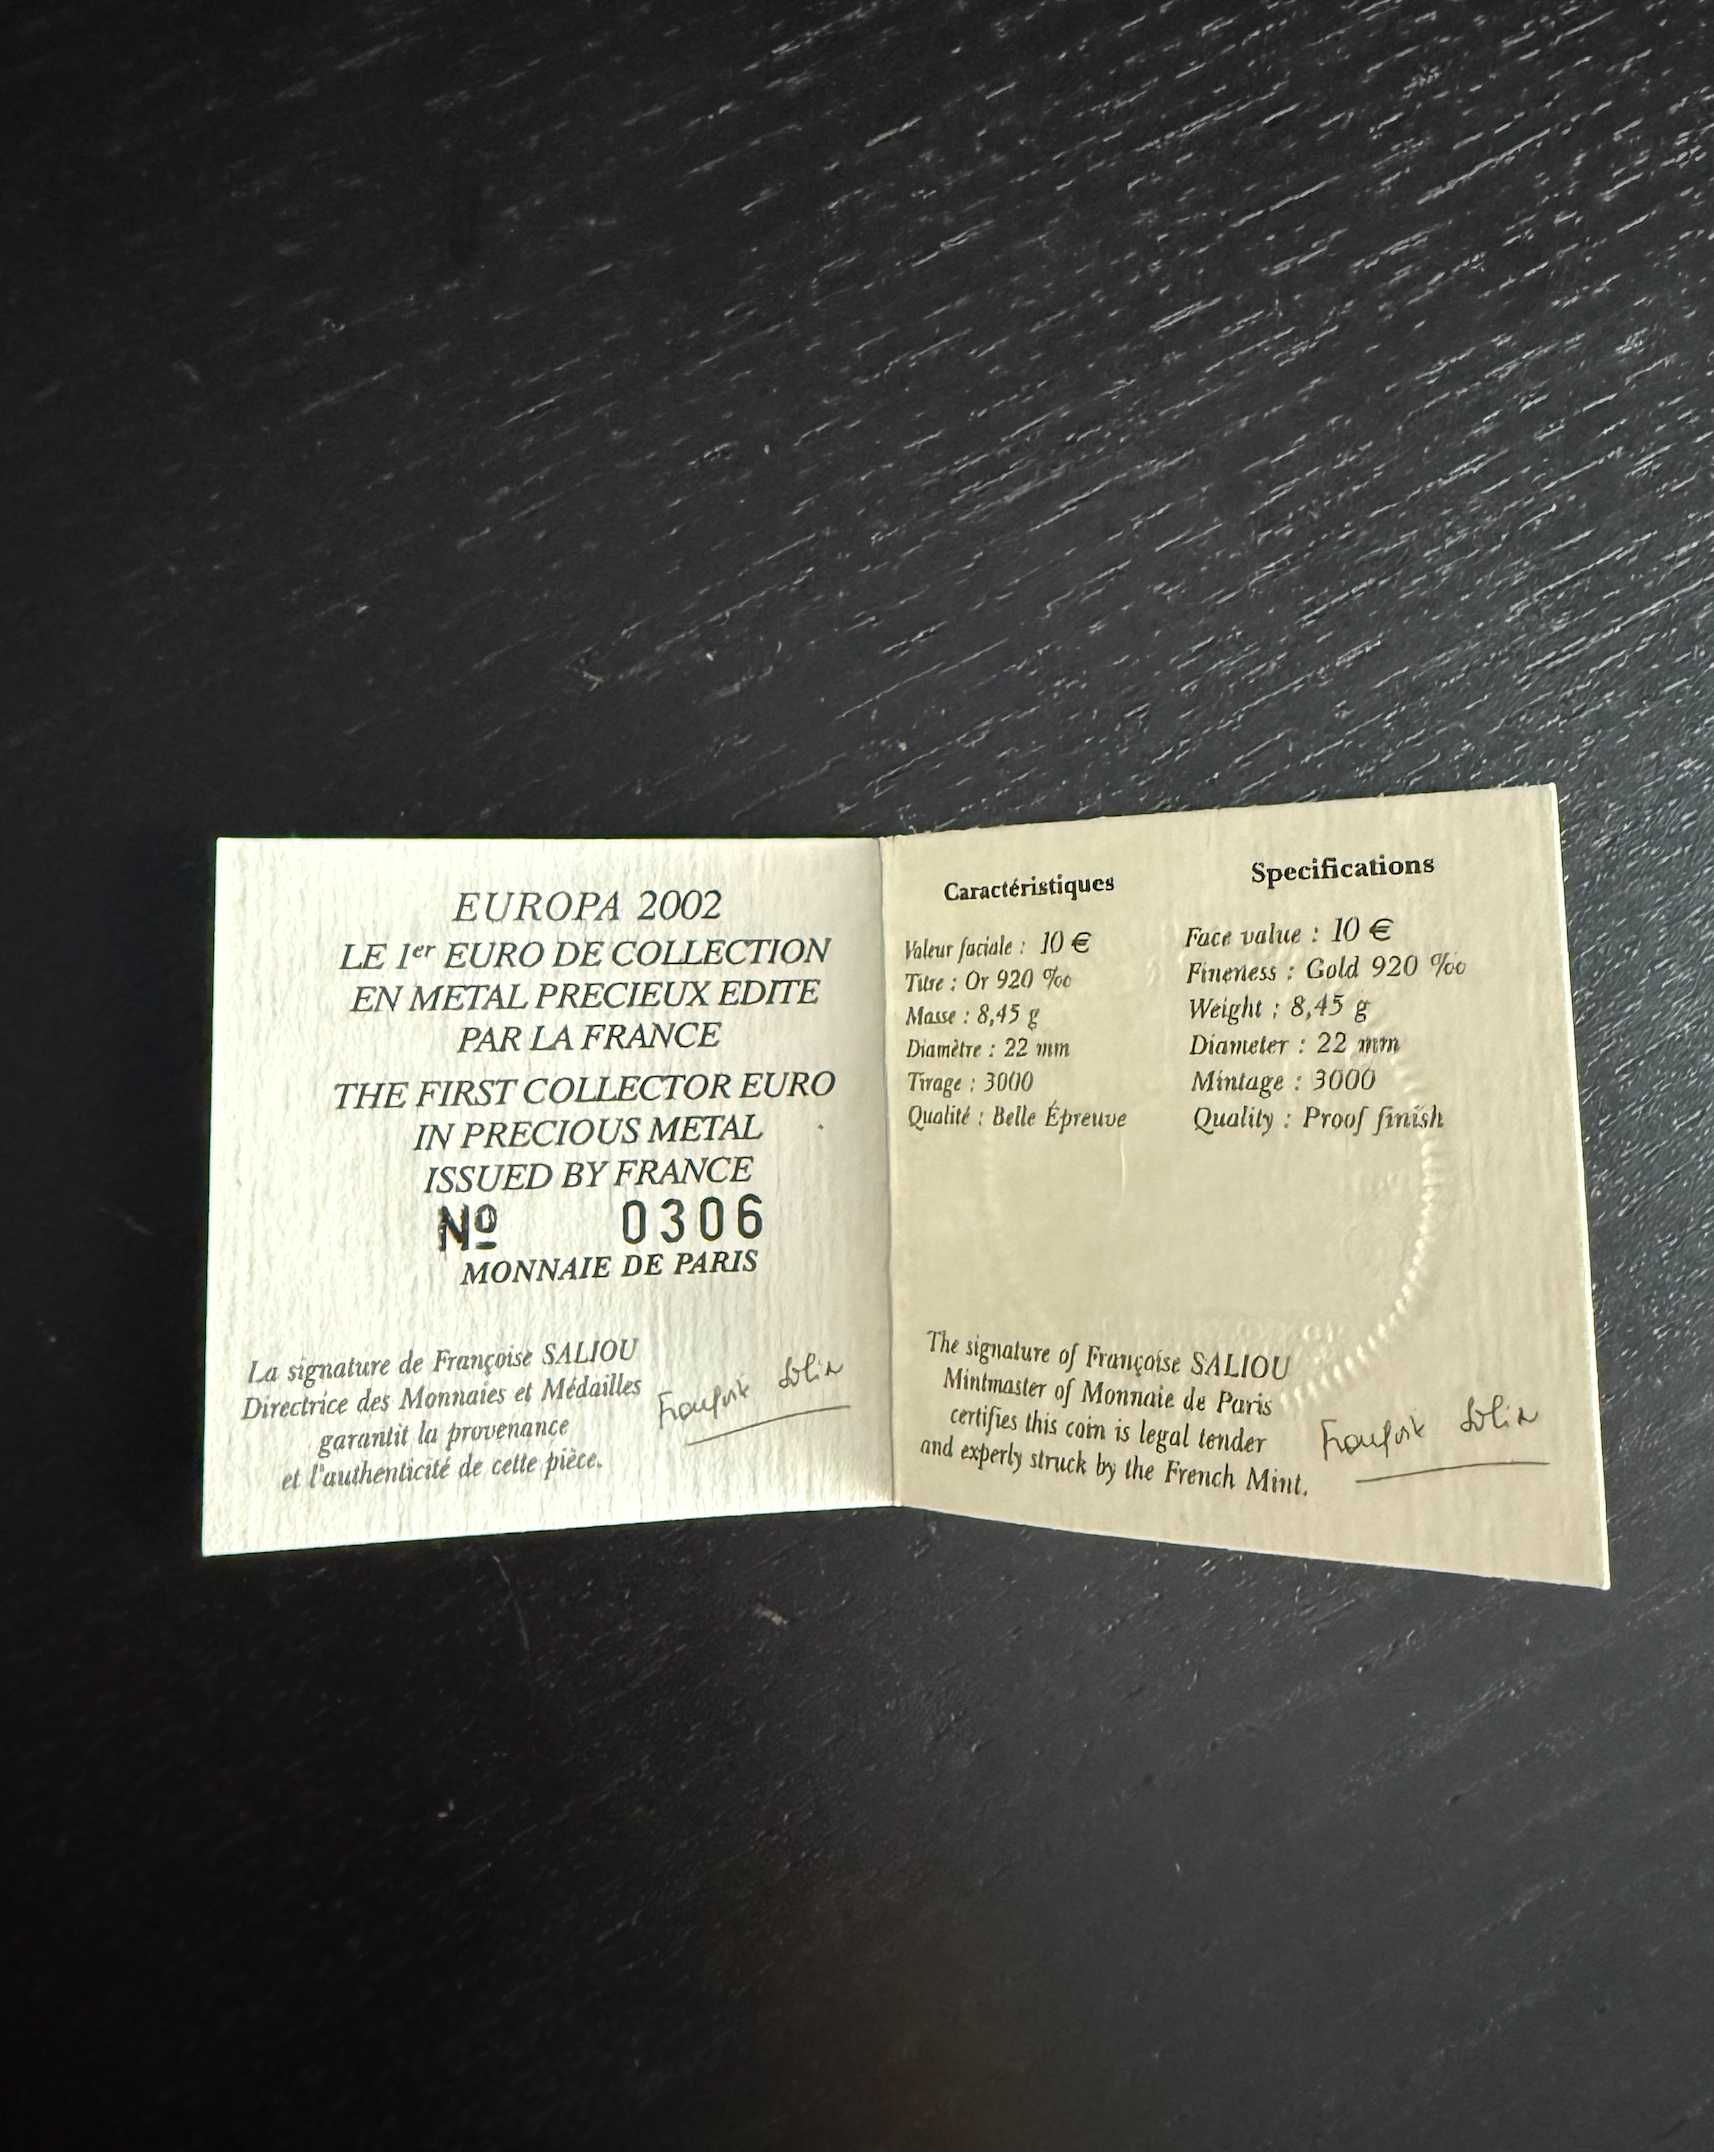 EUROPA 2002
LE 1er EURO DE COLLECTION
EN METAL PRECIEUX EDITE
PAR LA FRANCE
THE FIRST COLLECTOR EURO
IN PRECIOUS METAL
ISSUED BY FRANCE
Nº 0306
MONNAIE DE PARIS
La signature de Françoise SALIOU
Directrice des Monnaies et Médailles
garantit la provenance
et l'authenticité de cette pièce.
Caractéristiques
Valeur faciale : 10 €
Titre : Or 920 ‰
Masse : 8,45 g
Diamètre : 22 mm
Tirage : 3000
Qualité : Belle Épreuve
Specifications
Face value : 10 €
Fineness : Gold 920 ‰
Weight : 8,45 g
Diameter : 22 mm
Mintage : 3000
Quality : Proof finish
The signature of Françoise SALIOU
Mintmaster of Monnaie de Paris
certifies this coin is legal tender
and experly struck by the French Mint.